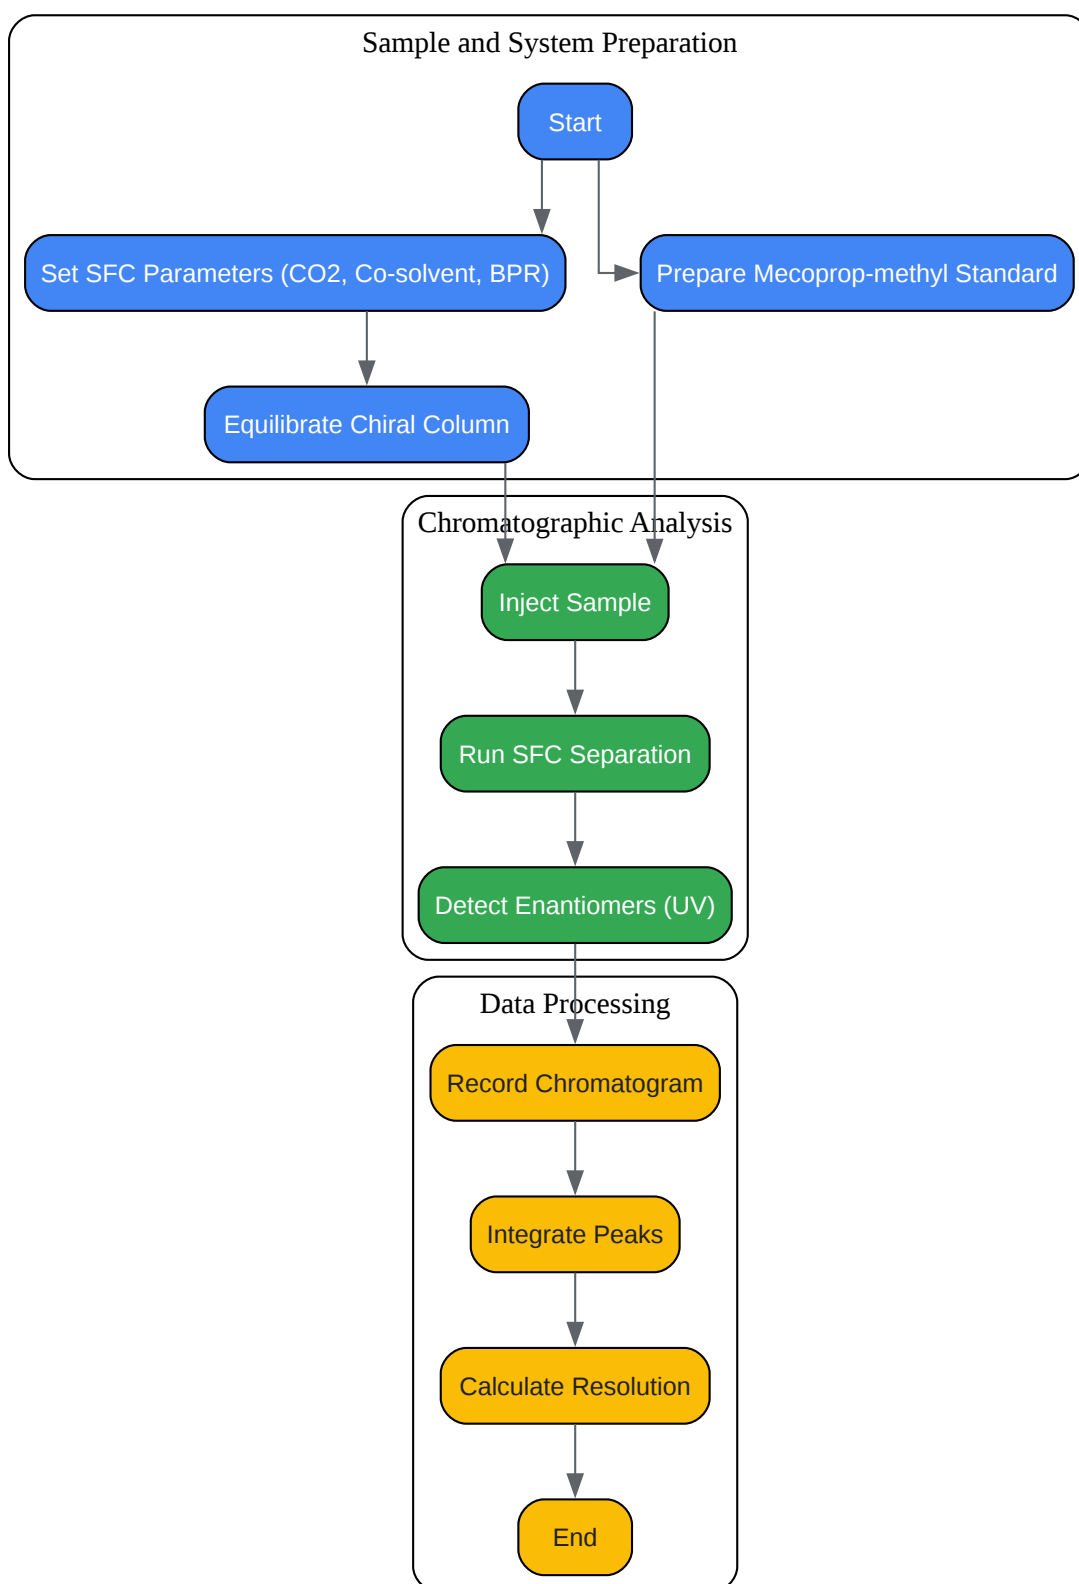 Sample and System Preparation
Start
Set SFC Parameters (CO2, Co-solvent, BPR)
Prepare Mecoprop-methyl Standard
Equilibrate Chiral Column
Chromatographic Analysis
Inject Sample
Run SFC Separation
Detect Enantiomers (UV)
Data Processing
Record Chromatogram
Integrate Peaks
Calculate Resolution
End